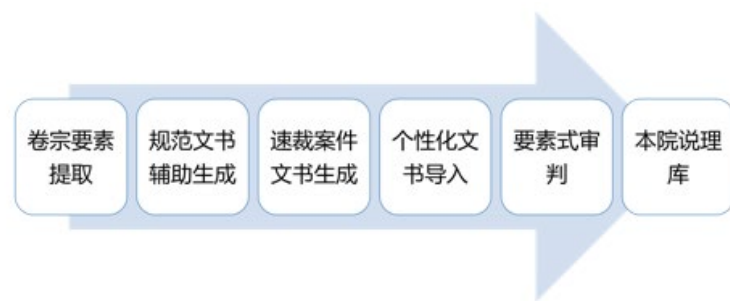 卷宗要素
提取
规范文书
辅助生成
速裁案件
文书生成
个性化文
书导入
要素式审
判
本院说理
库